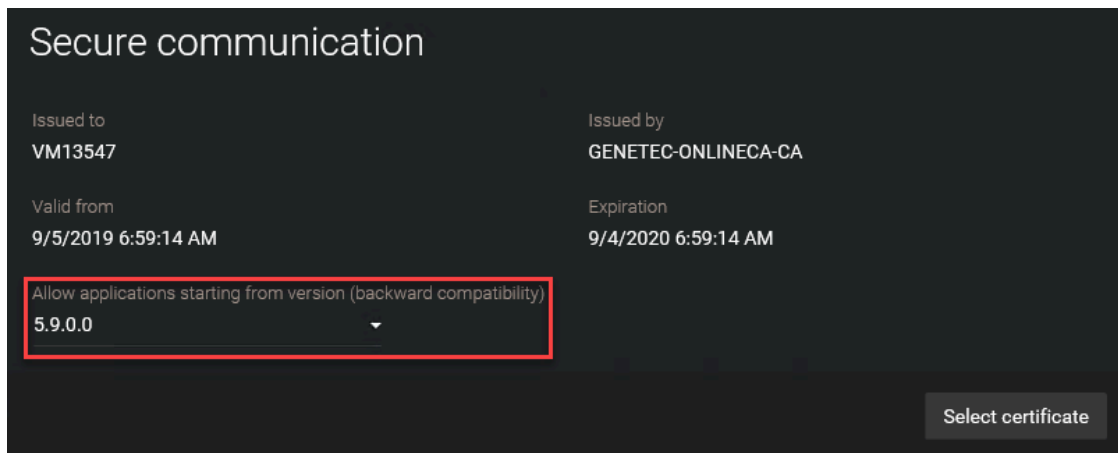 Secure communication
Issued to
Issued by
VM13547
GENETEC-ONLINECA-CA
Valid from
Expiration
9/5/2019 6:59:14 AM
9/4/2020 6:59:14 AM
Allow applications starting from version (backward compatibility)
5.9.0.0
Select certificate